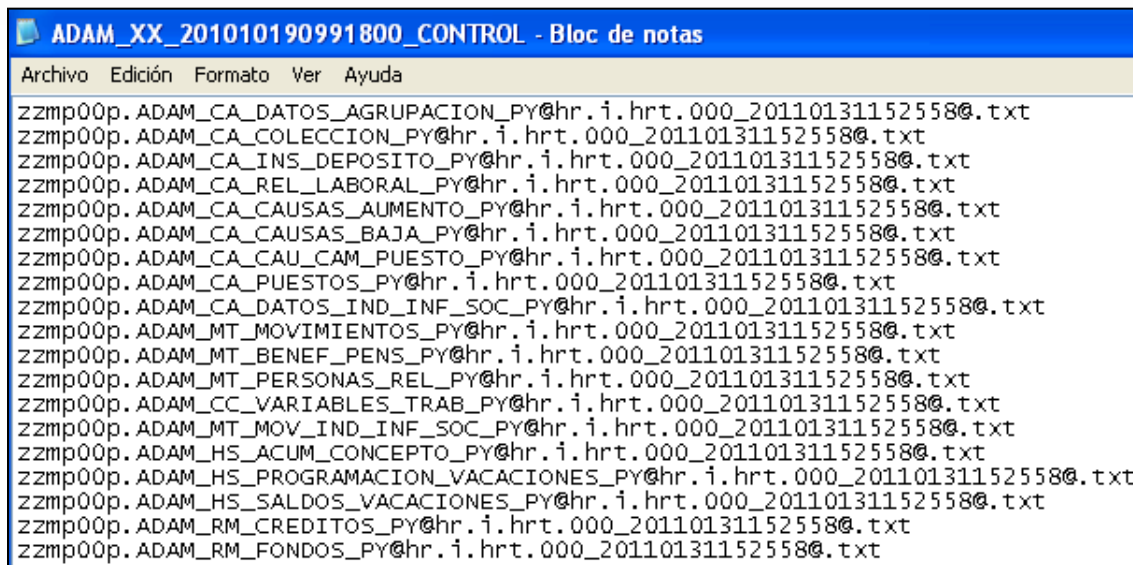 ADAM_XX_201010190991800_CONTROL - Bloc de notas
Archivo Edición Formato Ver Ayuda
zzmp00p.ADAM_CA_DATOS_AGRUPACION_PY@hr.i.hrt.000_20110131152558@.txt
zzmp00p.ADAM_CA_COLECCION_PY@hr.i.hrt.000_20110131152558@.txt
zzmp00p.ADAM_CA_INS_DEPOSITO_PY@hr.i.hrt.000_20110131152558@.txt
zzmp00p.ADAM_CA_REL_LABORAL_PY@hr.i.hrt.000_20110131152558@.txt
zzmp00p.ADAM_CA_CAUSAS_AUMENTO_PY@hr.i.hrt.000_20110131152558@.txt
zzmp00p.ADAM_CA_CAUSAS_BAJA_PY@hr.i.hrt.000_20110131152558@.txt
zzmp00p.ADAM_CA_CAU_CAM_PUESTO_PY@hr.i.hrt.000_20110131152558@.txt
zzmp00p.ADAM_CA_PUESTOS_PY@hr.i.hrt.000_20110131152558@.txt
zzmp00p.ADAM_CA_DATOS_IND_INF_SOC_PY@hr.i.hrt.000_20110131152558@.txt
zzmp00p.ADAM_MT_MOVIMIENTOS_PY@hr.i.hrt.000_20110131152558@.txt
zzmp00p.ADAM_MT_BENEF_PENS_PY@hr.i.hrt.000_20110131152558@.txt
zzmp00p.ADAM_MT_PERSONAS_REL_PY@hr.i.hrt.000_20110131152558@.txt
zzmp00p.ADAM_CC_VARIABLES_TRAB_PY@hr.i.hrt.000_20110131152558@.txt
zzmp00p.ADAM_MT_MOV_IND_INF_SOC_PY@hr.i.hrt.000_20110131152558@.txt
zzmp00p.ADAM_HS_ACUM_CONCEPTO_PY@hr.i.hrt.000_20110131152558@.txt
zzmp00p.ADAM_HS_PROGRAMACION_VACACIONES_PY@hr.i.hrt.000_20110131152558@.txt
zzmp00p.ADAM_HS_SALDOS_VACACIONES_PY@hr.i.hrt.000_20110131152558@.txt
zzmp00p.ADAM_RM_CREDITOS_PY@hr.i.hrt.000_20110131152558@.txt
zzmp00p.ADAM_RM_FONDOS_PY@hr.i.hrt.000_20110131152558@.txt